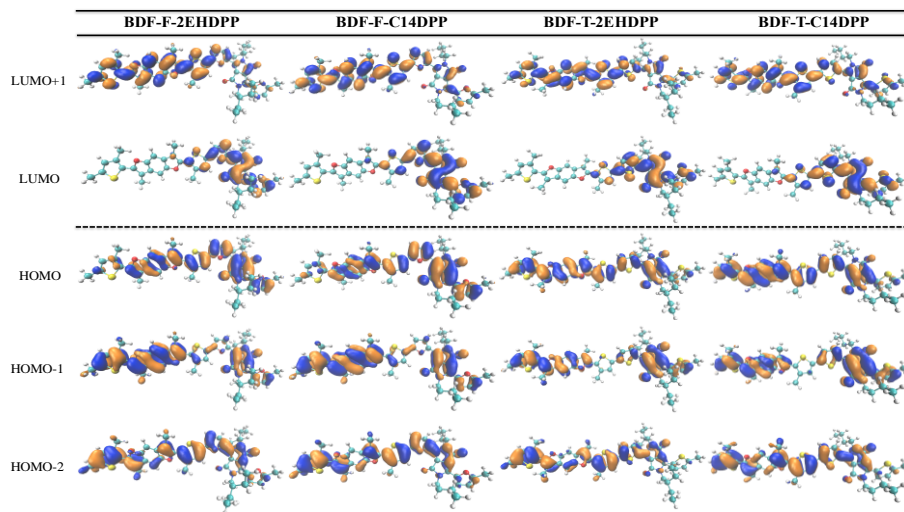 BDF-F-2EHDPP BDF-F-C14DPP BDF-T-2EHDPP BDF-T-C14DPP
LUMO+1
LUMO
HOMO
HOMO-1
HOMO-2